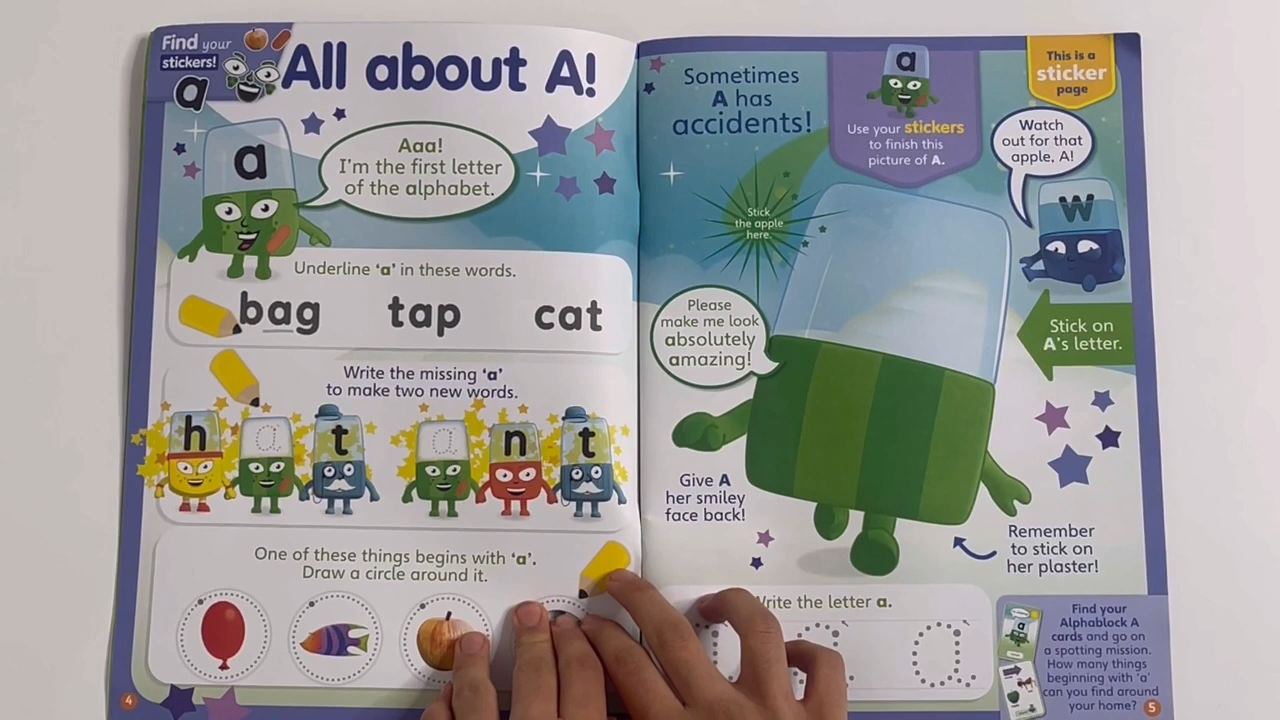 Find your
stickers!
a
All about A!
a
Aaa!
I'm the first letter
of the alphabet.
Underline 'a' in these words.
bag tap cat
Write the missing 'a'
to make two new words.
h a t a n t
One of these things begins with 'a'.
Draw a circle around it.
4
Sometimes
A has
accidents!
a
Use your stickers
to finish this
picture of A.
This is a
sticker
page
Watch
out for that
apple, A!
w
Stick
the apple
here.
Please
make me look
absolutely
amazing!
Stick on
A's letter.
Give A
her smiley
face back!
Remember
to stick on
her plaster!
Write the letter a.
a a
a
Find your
Alphablock A
cards and go on
a spotting mission.
How many things
beginning with 'a'
can you find around
your home?
5